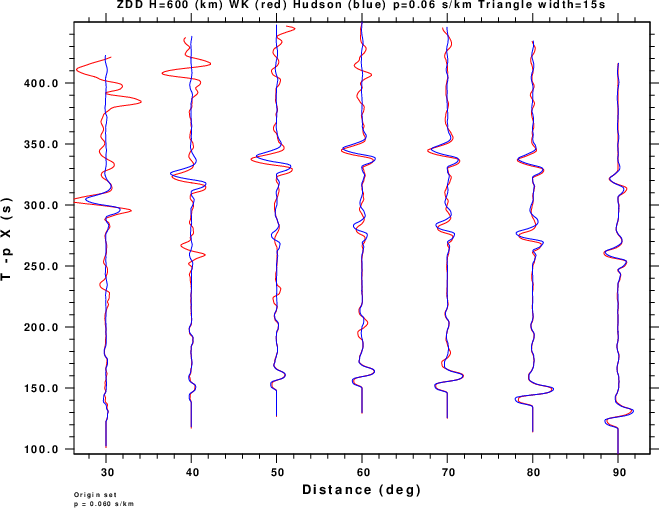 ZDD H=600 (km) WK (red) Hudson (blue) p=0.06 s/km Triangle width=15s
400.0
350.0
300.0
250.0
200.0
150.0
100.0
T -p X (s)
30 40 50 60 70 80 90
Distance (deg)
Origin set
p = 0.060 s/km